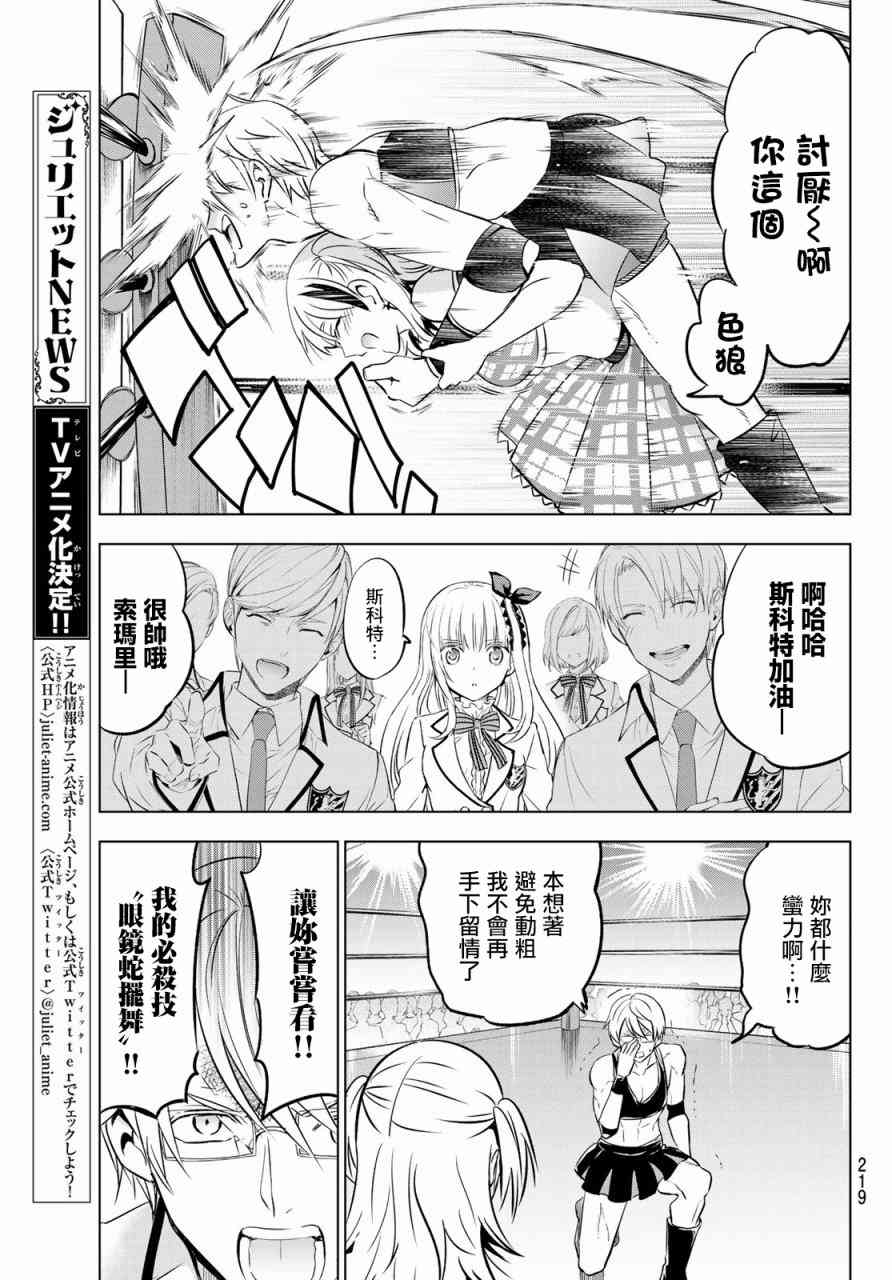 討厭～啊
你這個
色狼
啊哈哈
斯科特加油—
斯科特…
很帥哦
索瑪里—
妳都什麼
蠻力啊…!!
本想著
避免動粗
我不會再
手下留情了
讓妳嘗嘗看!!
我的必殺技
〝眼鏡蛇擺舞〞!!
ジュリエットNEWS
TVアニメ化決定!!
アニメ化情報はアニメ公式ホームページ、もしくは公式Twitterでチェックしよう！
〈公式HP〉juliet-anime.com 〈公式Twitter〉@juliet_anime
219